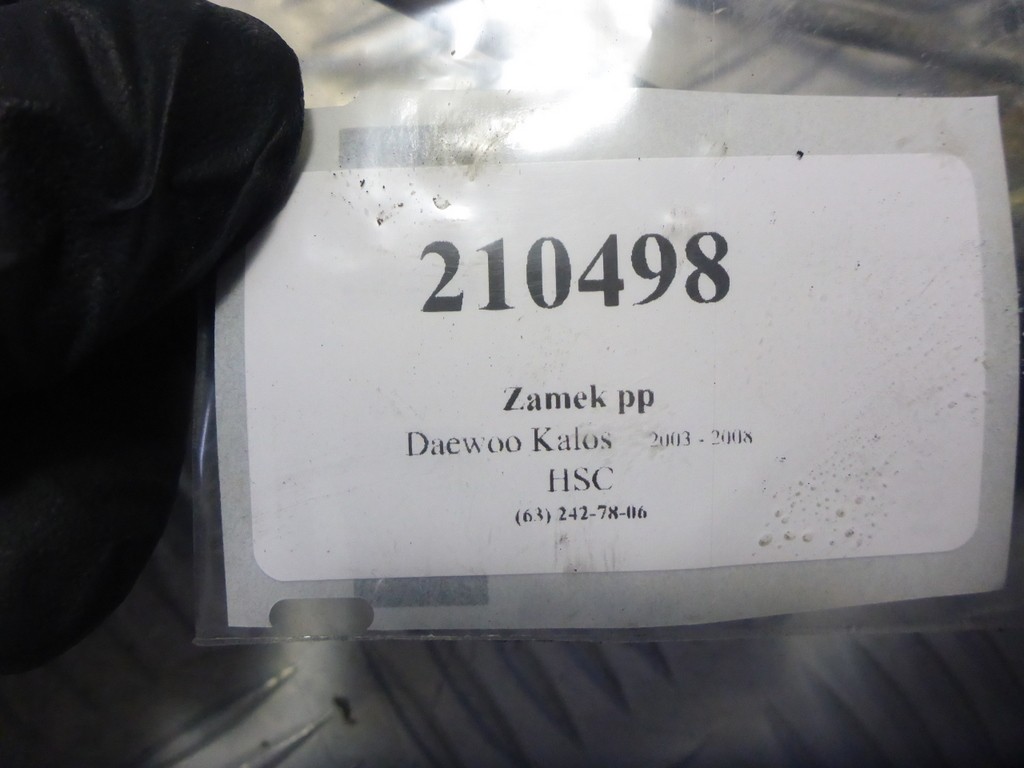 210498
Zamek pp
Daewoo Kalos 2003 - 2008
HSC
(63) 242-78-06